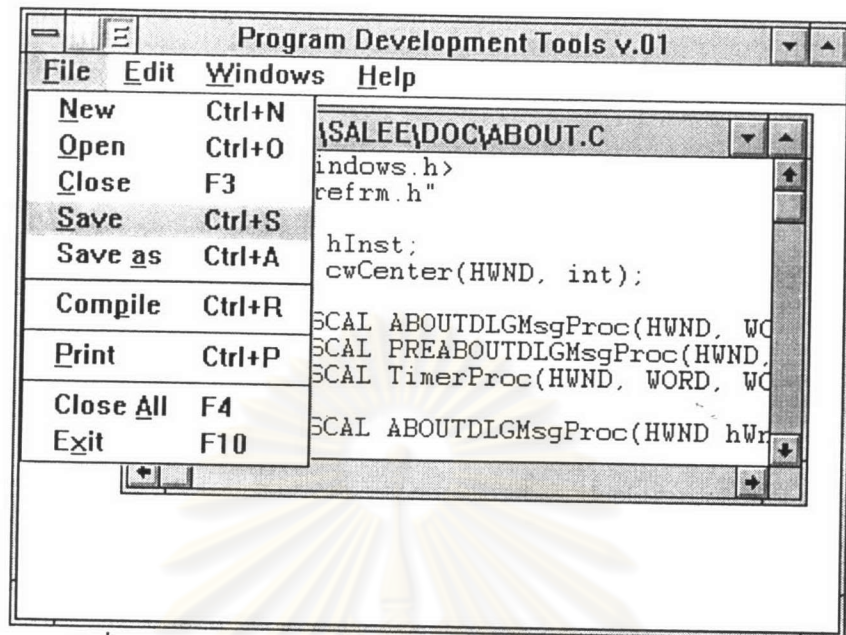 Program Development Tools v.01
File Edit Windows Help
New Ctrl+N
Open Ctrl+O
Close F3
Save Ctrl+S
Save as Ctrl+A
Compile Ctrl+R
Print Ctrl+P
Close All F4
Exit F10
\SALEE\DOC\ABOUT.C
indows.h>
refrm.h"
hInst;
cwCenter(HWND, int);
SCAL ABOUTDLGMsgProc(HWND, WO
SCAL PREABOUTDLGMsgProc(HWND,
SCAL TimerProc(HWND, WORD, WO
SCAL ABOUTDLGMsgProc(HWND hWn